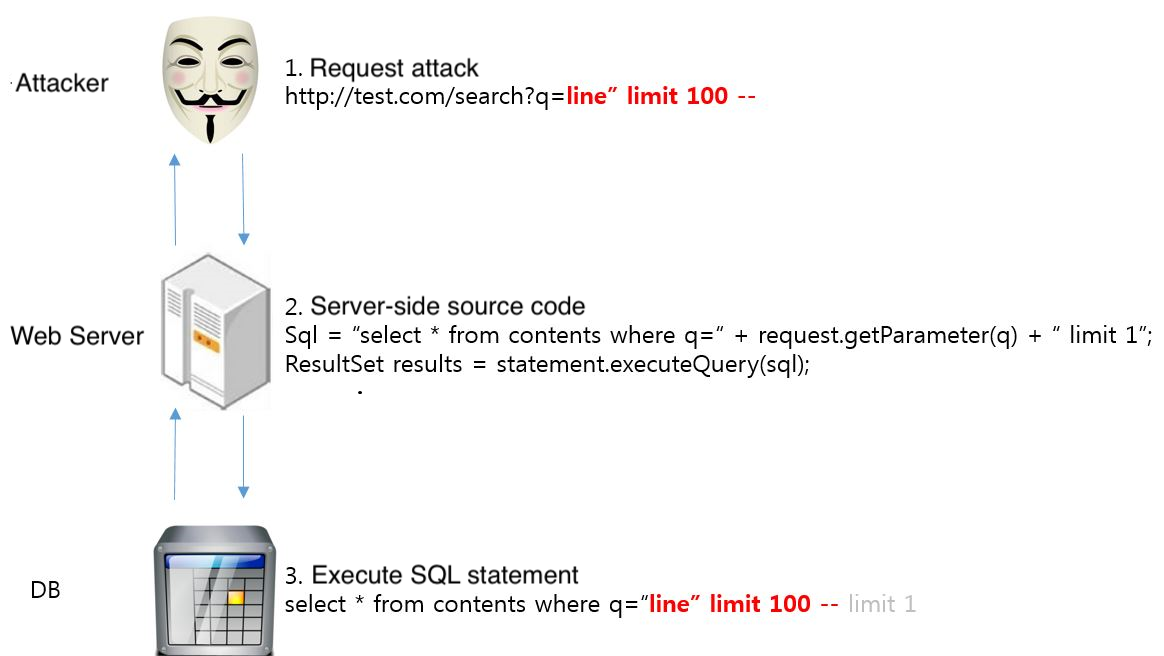 Attacker
1. Request attack
http://test.com/search?q=line” limit 100 --
Web Server
2. Server-side source code
Sql = “select * from contents where q=“ + request.getParameter(q) + “ limit 1”;
ResultSet results = statement.executeQuery(sql);
DB
3. Execute SQL statement
select * from contents where q=“line” limit 100 -- limit 1